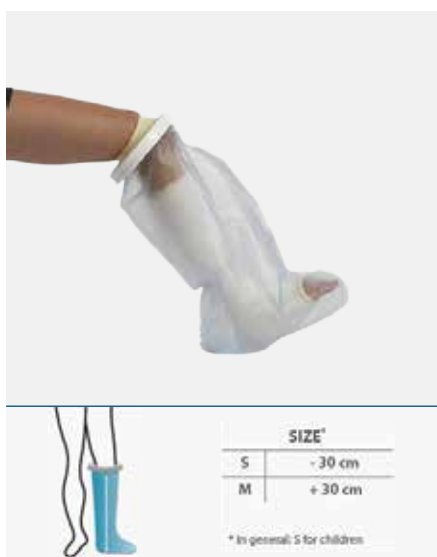 SIZE*
S - 30 cm
M + 30 cm
* In general: S for children